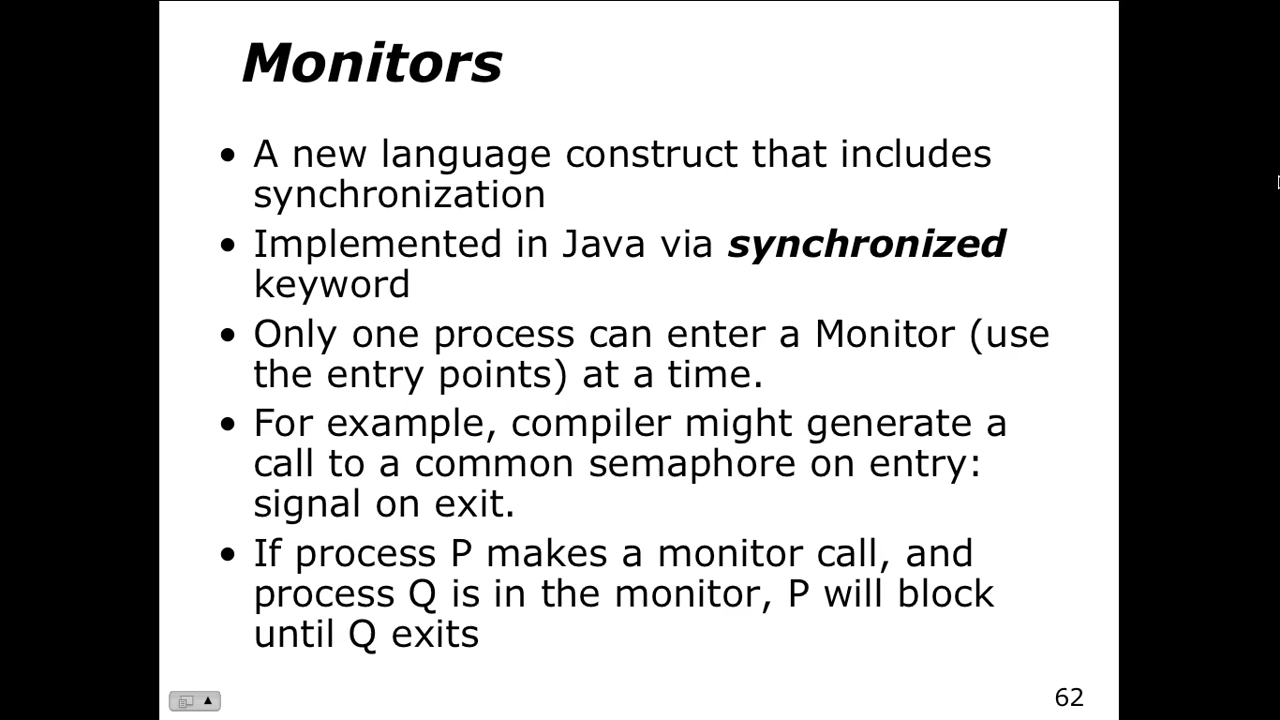 Monitors
• A new language construct that includes
synchronization
• Implemented in Java via synchronized
keyword
• Only one process can enter a Monitor (use
the entry points) at a time.
• For example, compiler might generate a
call to a common semaphore on entry:
signal on exit.
• If process P makes a monitor call, and
process Q is in the monitor, P will block
until Q exits
62